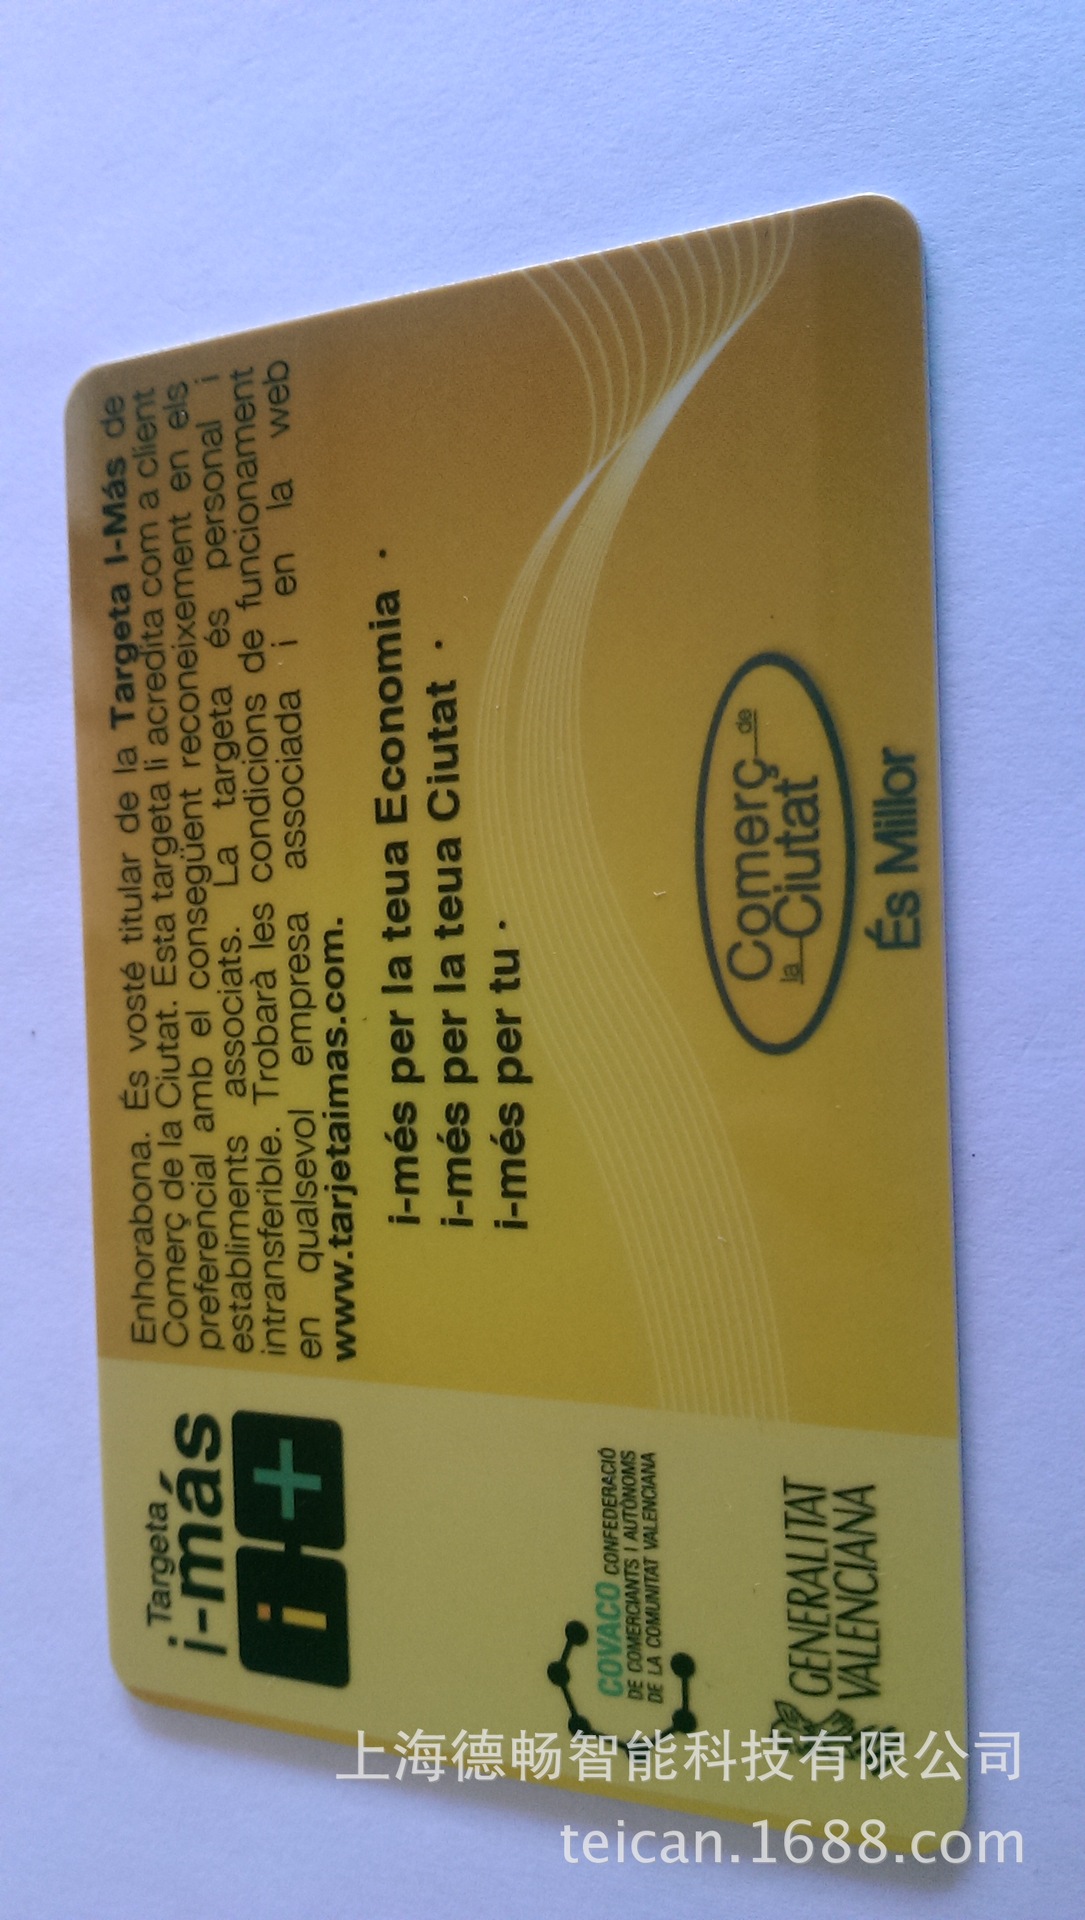 Targeta
i-más
i +
Enhorabona. És vosté titular de la Targeta I-Más de
Comerç de la Ciutat. Esta targeta li acredita com a client
preferencial amb el consegüent reconeixement en els
establiments associats. La targeta és personal i
intransferible. Trobarà les condicions de funcionament
en qualsevol empresa associada i en la web
www.tarjetaimas.com.
i-més per la teua Economia .
i-més per la teua Ciutat .
i-més per tu .
COVACO CONFEDERACIÓ
DE COMERCIANTS I AUTÒNOMS
DE LA COMUNITAT VALENCIANA
GENERALITAT
VALENCIANA
Comerç de
la Ciutat
És Millor
上海德畅智能科技有限公司
teican.1688.com